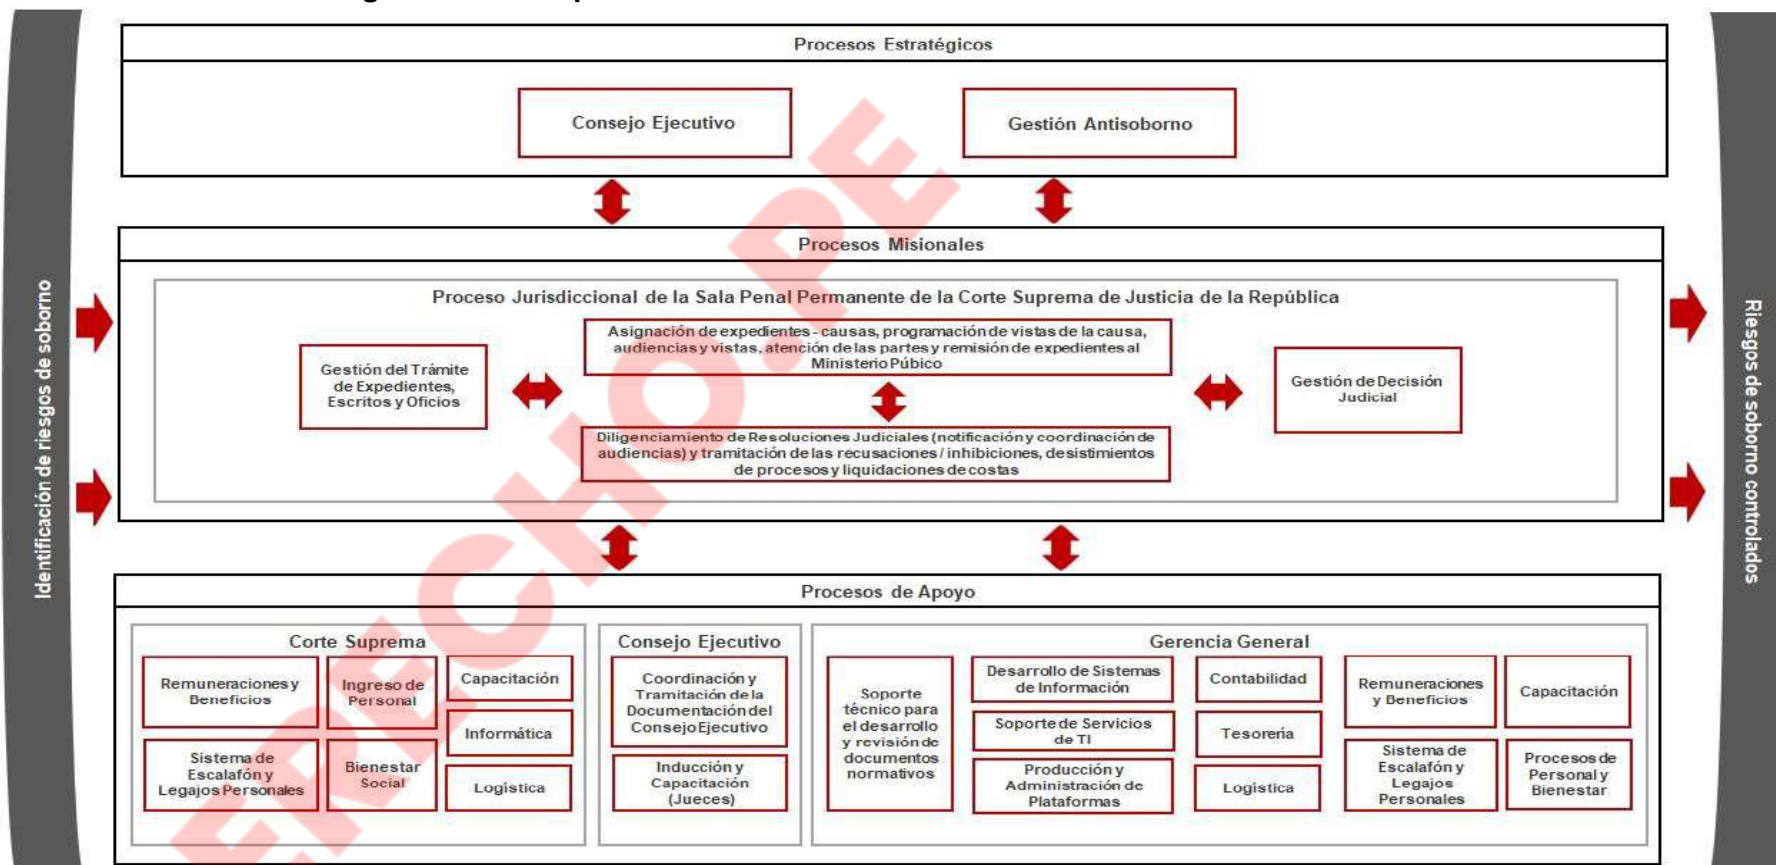 Procesos Estratégicos
Consejo Ejecutivo
Gestión Antisoborno
Identificación de riesgos de soborno
Procesos Misionales
Proceso Jurisdiccional de la Sala Penal Permanente de la Corte Suprema de Justicia de la República
Gestión del Trámite
de Expedientes,
Escritos y Oficios
Asignación de expedientes - causas, programación de vistas de la causa,
audiencias y vistas, atención de las partes y remisión de expedientes al
Ministerio Púbico
Diligenciamiento de Resoluciones Judiciales (notificación y coordinación de
audiencias) y tramitación de las recusaciones / inhibiciones, desistimientos
de procesos y liquidaciones de costas
Gestión de Decisión
Judicial
Riesgos de soborno controlados
Procesos de Apoyo
Corte Suprema
Remuneraciones y
Beneficios
Ingreso de
Personal
Capacitación
Informática
Sistema de
Escalafón y
Legajos Personales
Bienestar
Social
Logística
Consejo Ejecutivo
Coordinación y
Tramitación de la
Documentación del
Consejo Ejecutivo
Inducción y
Capacitación
(Jueces)
Gerencia General
Soporte
técnico para
el desarrollo
y revisión de
documentos
normativos
Desarrollo de Sistemas
de Información
Soporte de Servicios
de TI
Producción y
Administración de
Plataformas
Contabilidad
Tesorería
Logística
Remuneraciones
y Beneficios
Capacitación
Sistema de
Escalafón y
Legajos
Personales
Procesos de
Personal y
Bienestar
ERECHO.PE